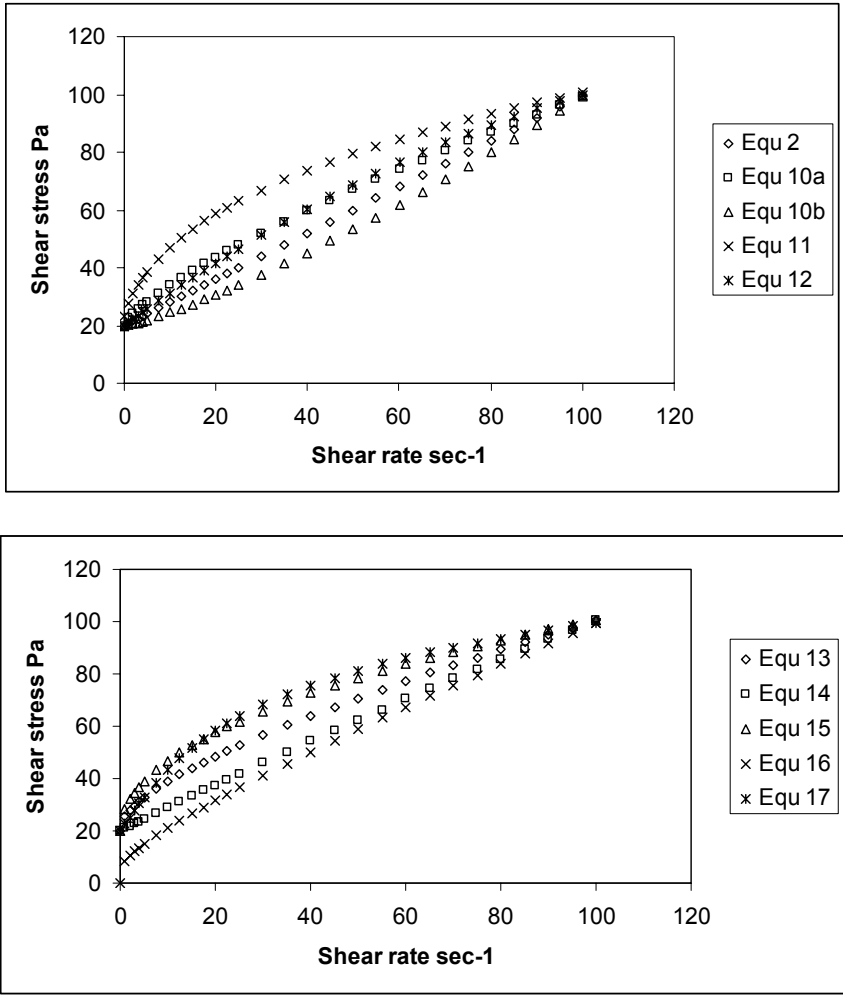 120
100
80
60
40
20
0
Shear stress Pa
0 20 40 60 80 100 120
Shear rate sec-1
Equ 2
Equ 10a
Equ 10b
Equ 11
Equ 12
120
100
80
60
40
20
0
Shear stress Pa
0 20 40 60 80 100 120
Shear rate sec-1
Equ 13
Equ 14
Equ 15
Equ 16
Equ 17